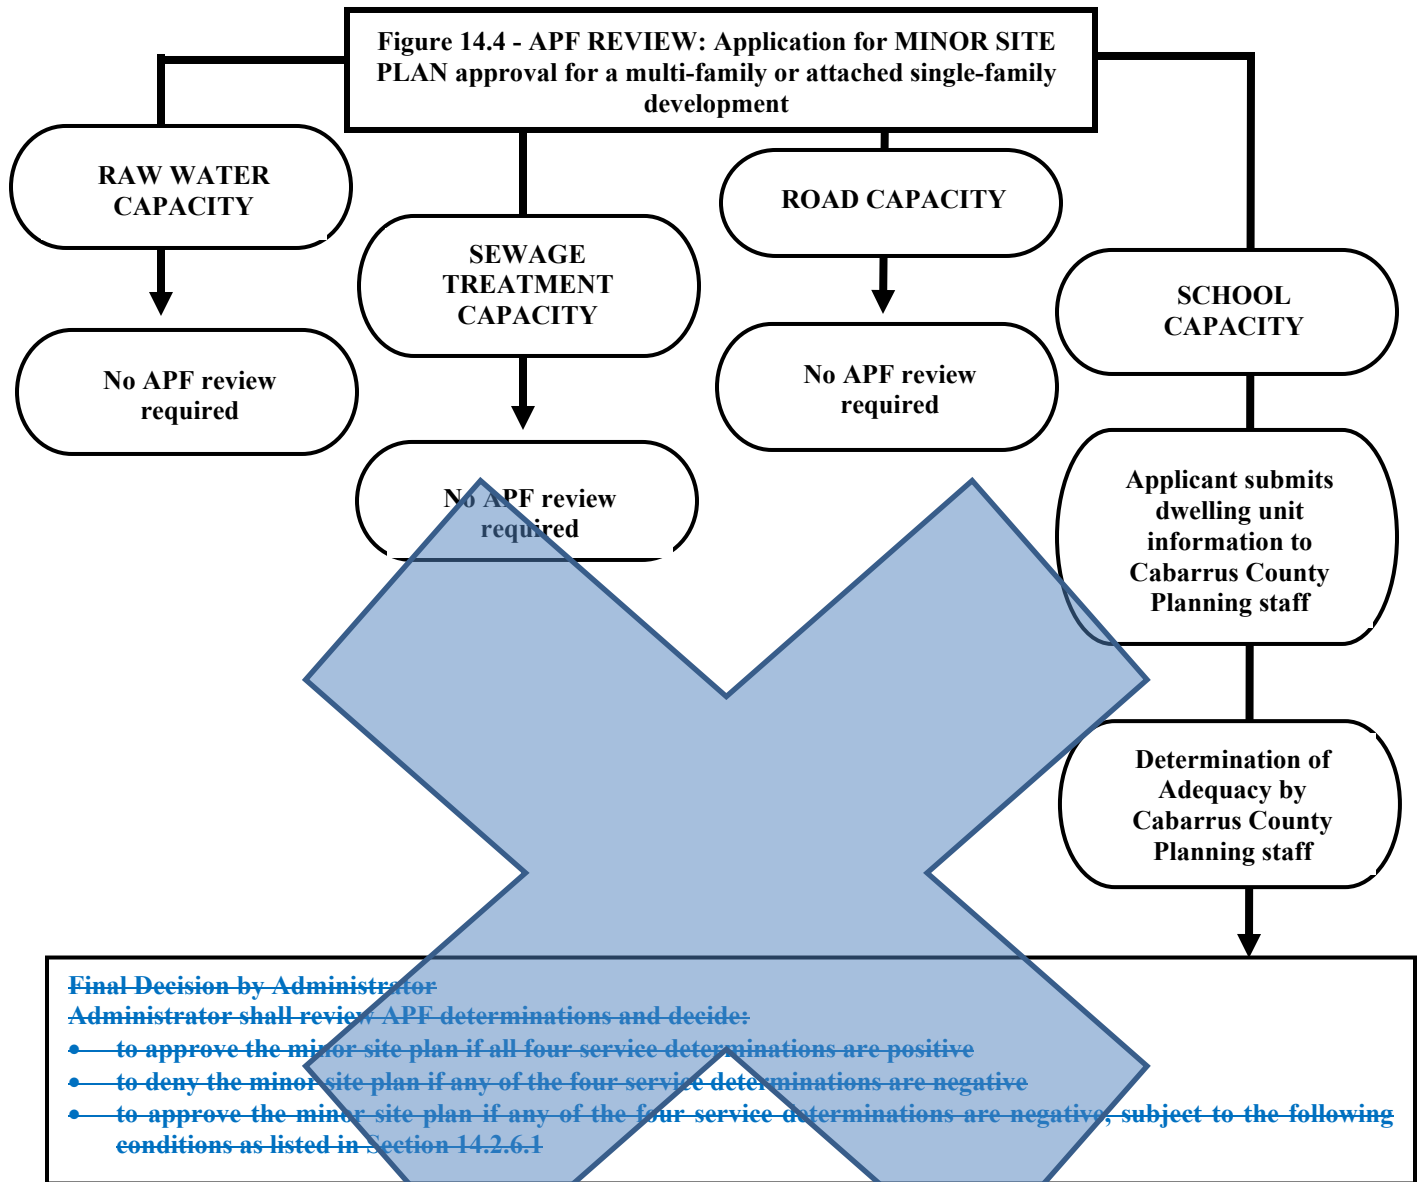 Figure 14.4 - APF REVIEW: Application for MINOR SITE
PLAN approval for a multi-family or attached single-family
development
RAW WATER
CAPACITY
No APF review
required
SEWAGE
TREATMENT
CAPACITY
No APF review
required
ROAD CAPACITY
No APF review
required
SCHOOL
CAPACITY
Applicant submits
dwelling unit
information to
Cabarrus County
Planning staff
Determination of
Adequacy by
Cabarrus County
Planning staff
Final Decision by Administrator
Administrator shall review APF determinations and decide:
• to approve the minor site plan if all four service determinations are positive
• to deny the minor site plan if any of the four service determinations are negative
• to approve the minor site plan if any of the four service determinations are negative, subject to the following
conditions as listed in Section 14.2.6.1